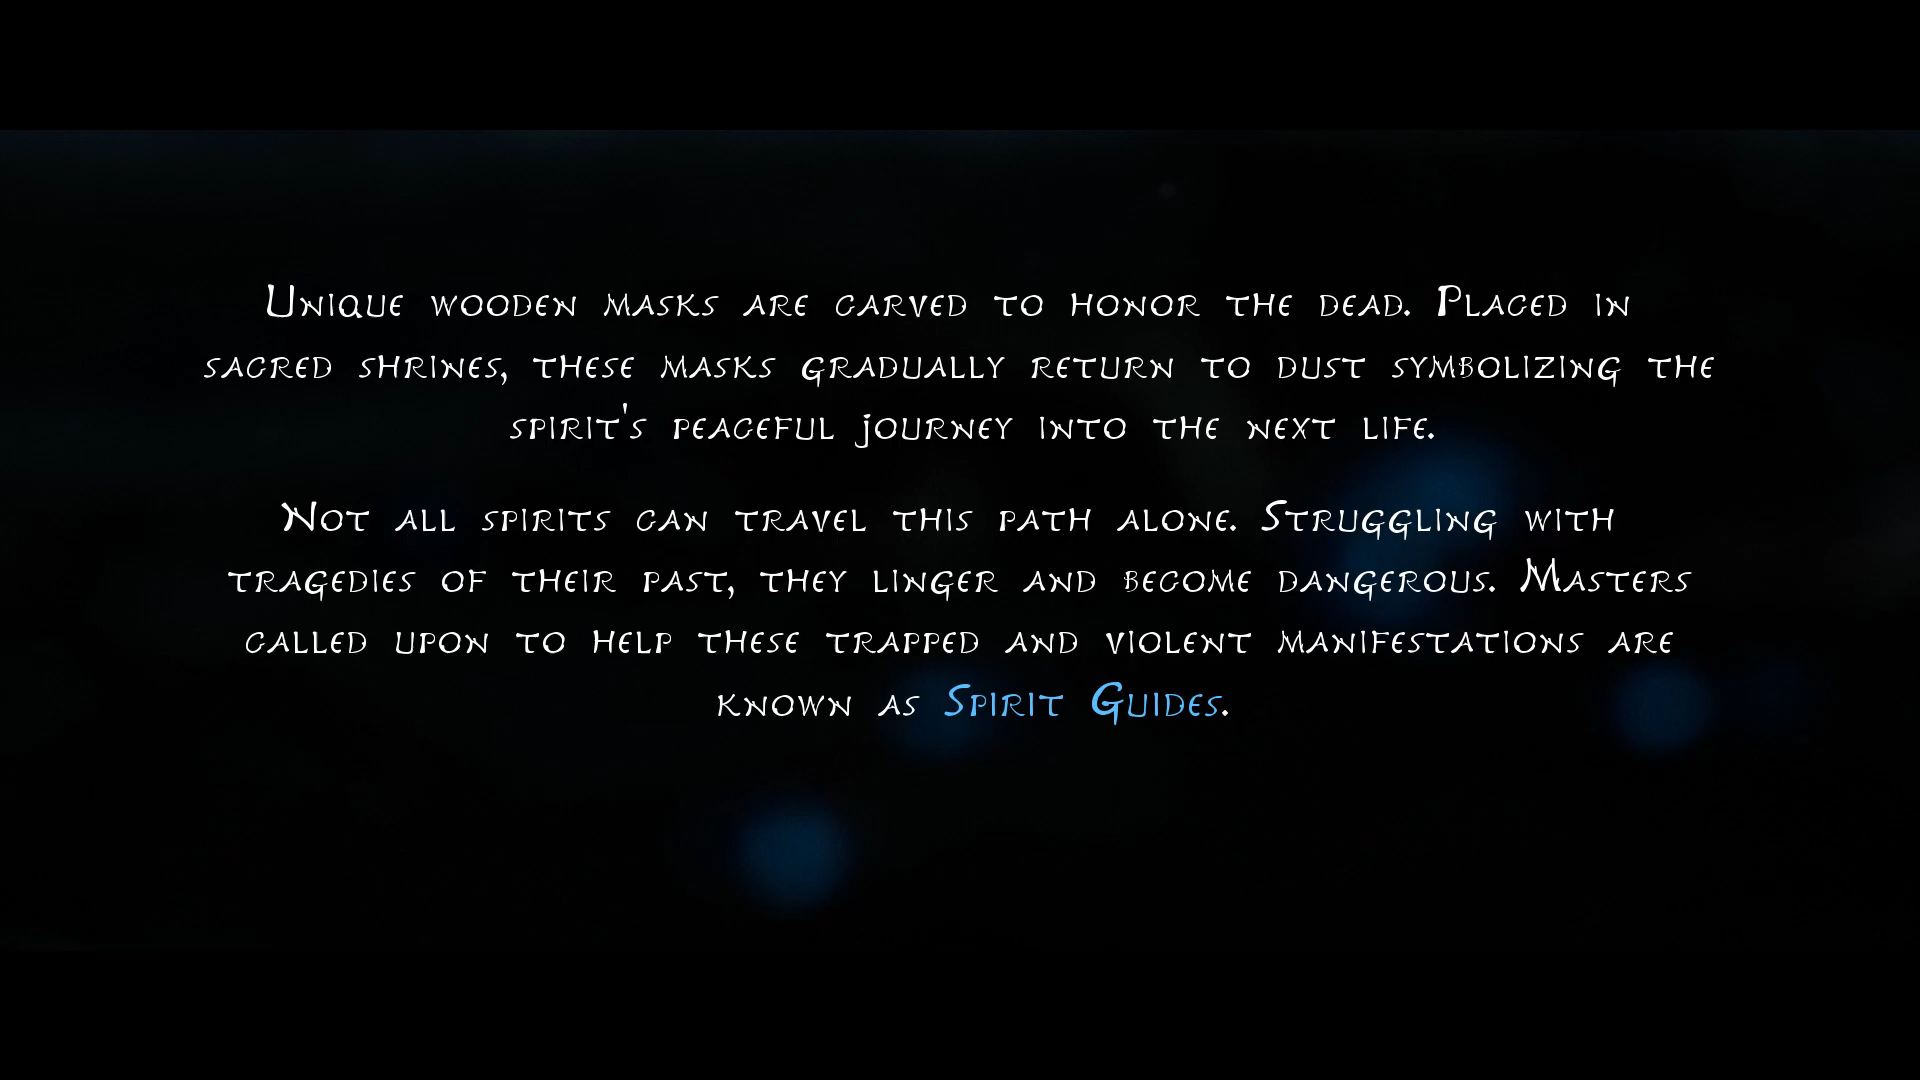 Unique wooden masks are carved to honor the dead. Placed in
sacred shrines, these masks gradually return to dust symbolizing the
spirit's peaceful journey into the next life.
Not all spirits can travel this path alone. Struggling with
tragedies of their past, they linger and become dangerous. Masters
called upon to help these trapped and violent manifestations are
known as Spirit Guides.